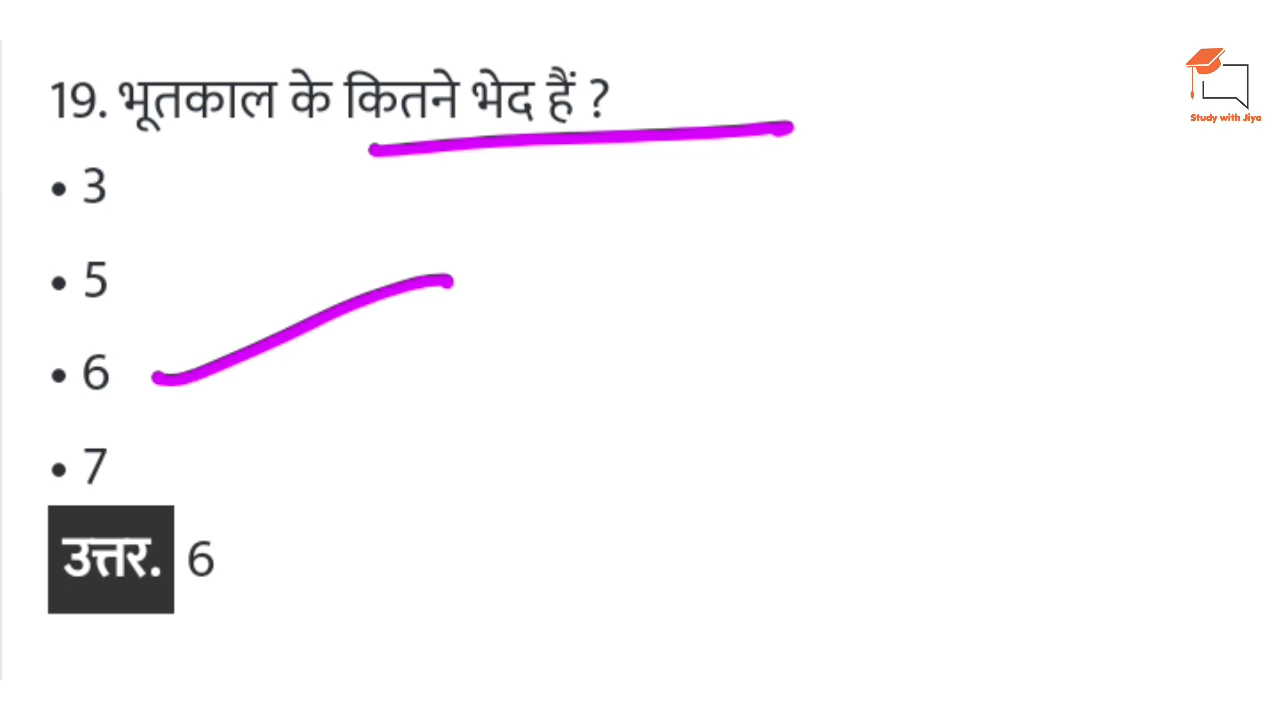 Study with Jiya
19. भूतकाल के कितने भेद हैं ?
• 3
• 5
• 6
• 7
उत्तर. 6